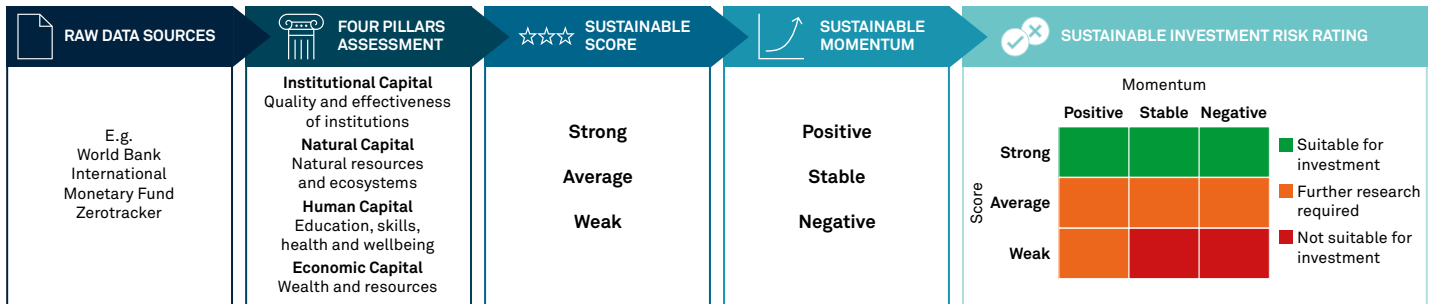 RAW DATA SOURCES
E.g.
World Bank
International
Monetary Fund
Zerotracker
FOUR PILLARS
ASSESSMENT
Institutional Capital
Quality and effectiveness
of institutions
Natural Capital
Natural resources
and ecosystems
Human Capital
Education, skills,
health and wellbeing
Economic Capital
Wealth and resources
SUSTAINABLE
SCORE
Strong
Average
Weak
SUSTAINABLE
MOMENTUM
Positive
Stable
Negative
SUSTAINABLE INVESTMENT RISK RATING
Momentum
Positive Stable Negative
Score
Strong
Average
Weak
Suitable for
investment
Further research
required
Not suitable for
investment